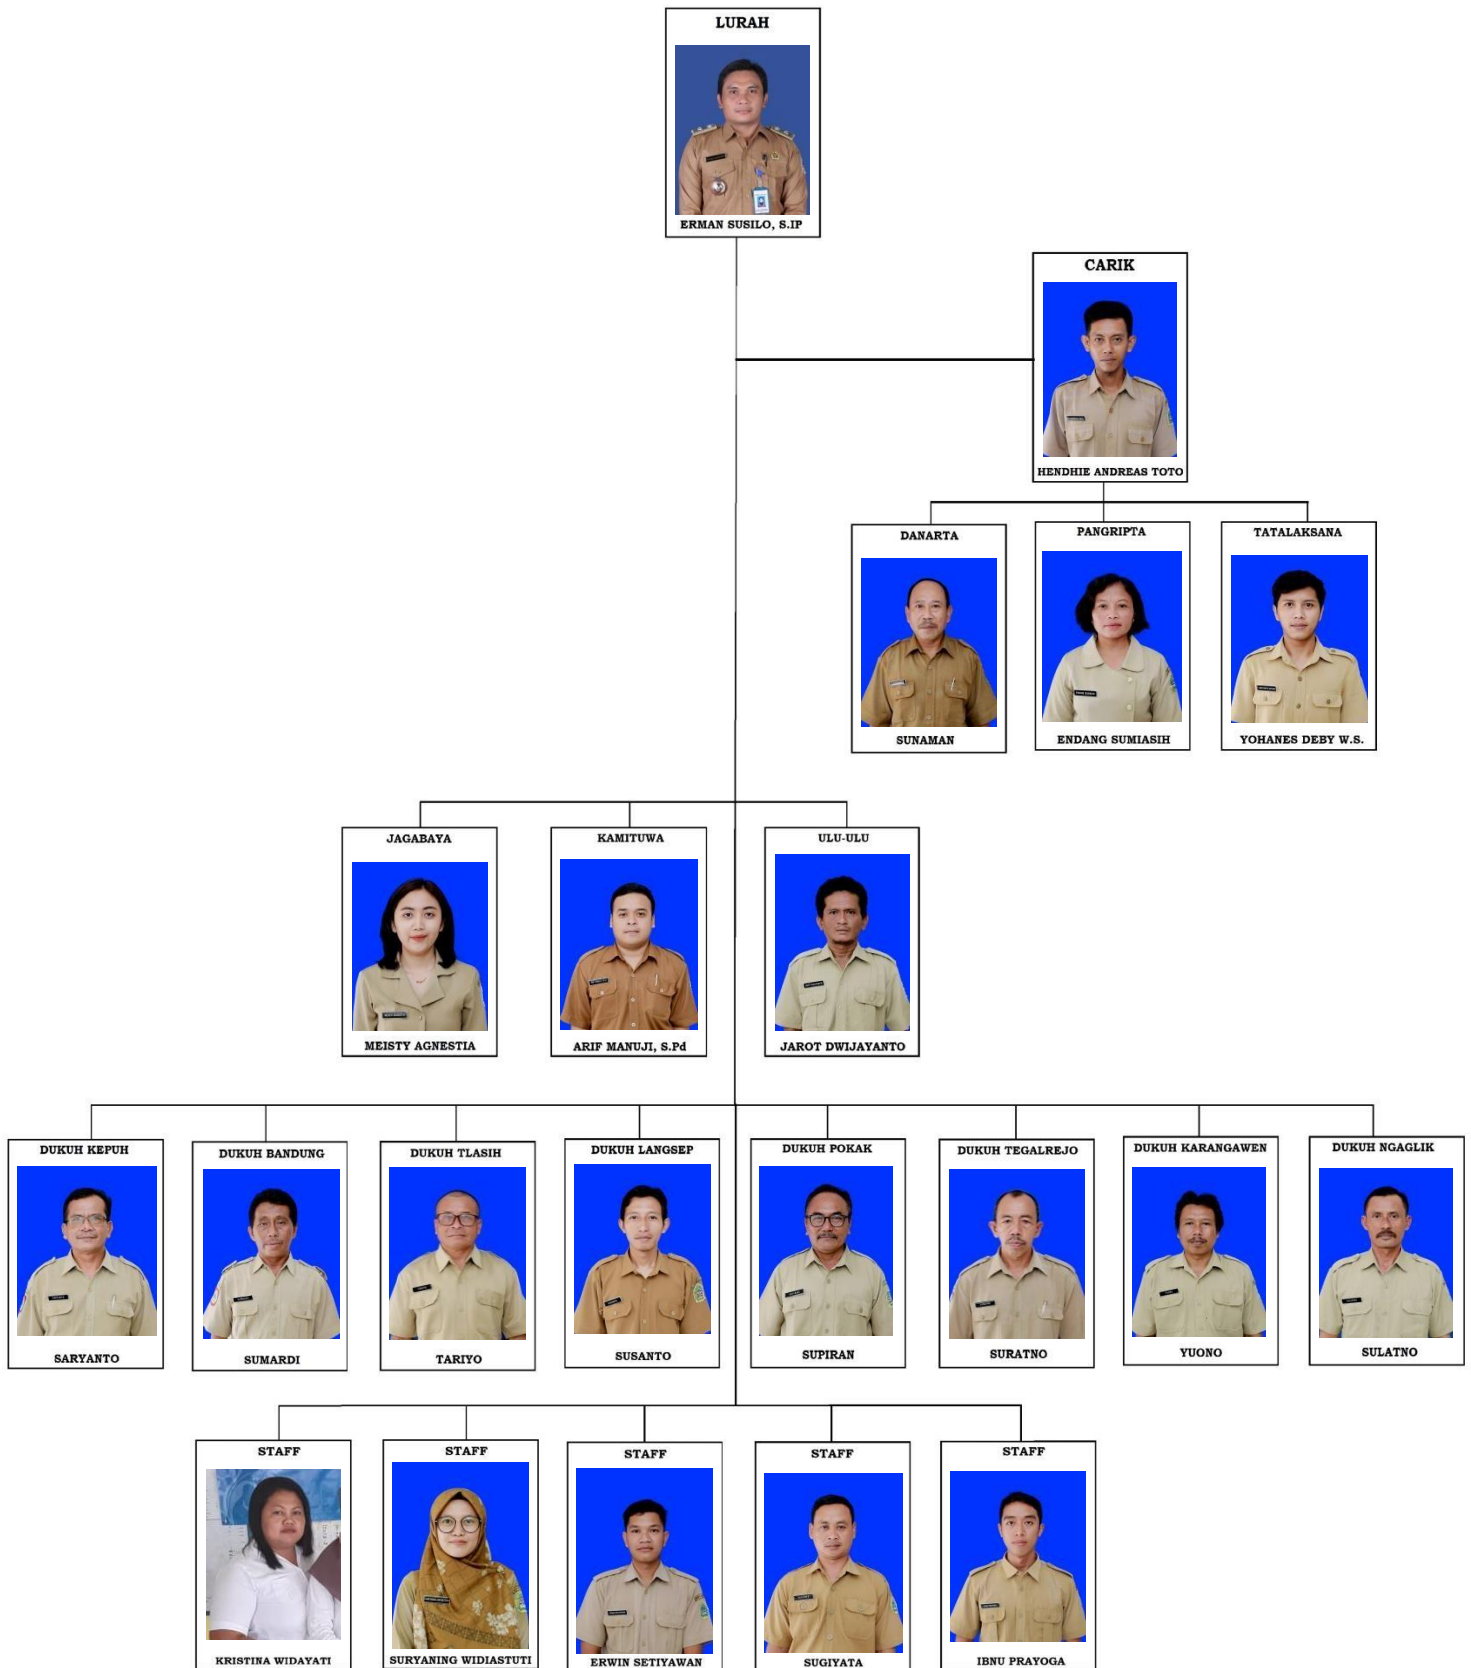 LURAH
ERMAN SUSILO, S.IP
CARIK
HENDHIE ANDREAS TOTO
DANARTA
SUNAMAN
PANGRIPTA
ENDANG SUMIASIH
TATALAKSANA
YOHANES DEBY W.S.
JAGABAYA
MEISTY AGNESTIA
KAMITUWA
ARIF MANUJI, S.Pd
ULU-ULU
JAROT DWIJAYANTO
DUKUH KEPUH
SARYANTO
DUKUH BANDUNG
SUMARDI
DUKUH TLASIH
TARIYO
DUKUH LANGSEP
SUSANTO
DUKUH POKAK
SUPIRAN
DUKUH TEGALREJO
SURATNO
DUKUH KARANGAWEN
YUONO
DUKUH NGAGLIK
SULATNO
STAFF
KRISTINA WIDAYATI
STAFF
SURYANING WIDIASTUTI
STAFF
ERWIN SETIYAWAN
STAFF
SUGIYATA
STAFF
IBNU PRAYOGA